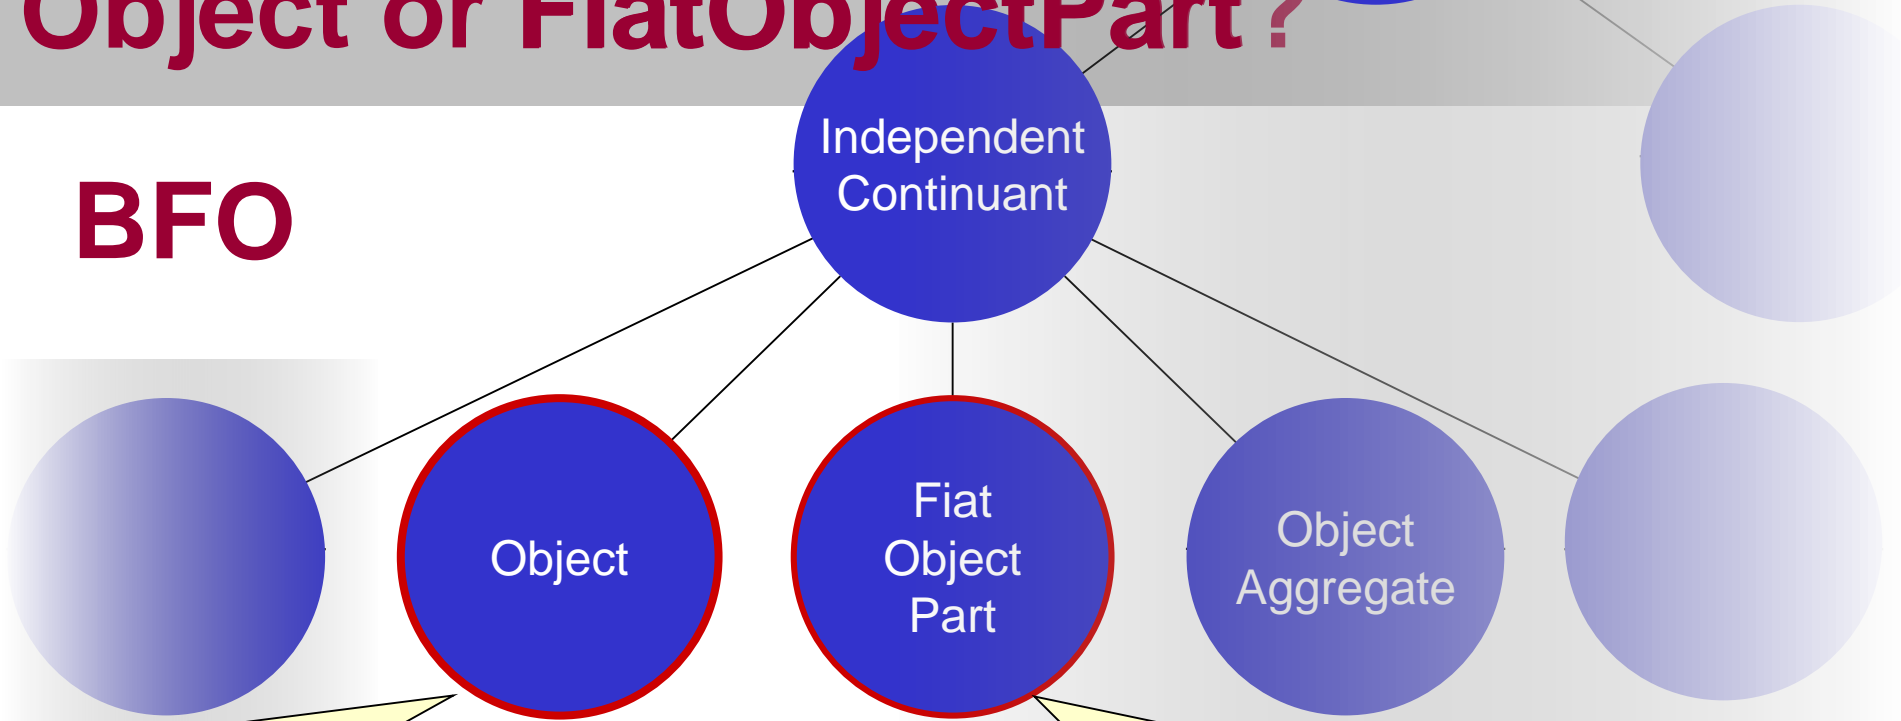 Object or FiatObjectPart?
Independent
Continuant
BFO
Object
Fiat
Object
Part
Object
Aggregate